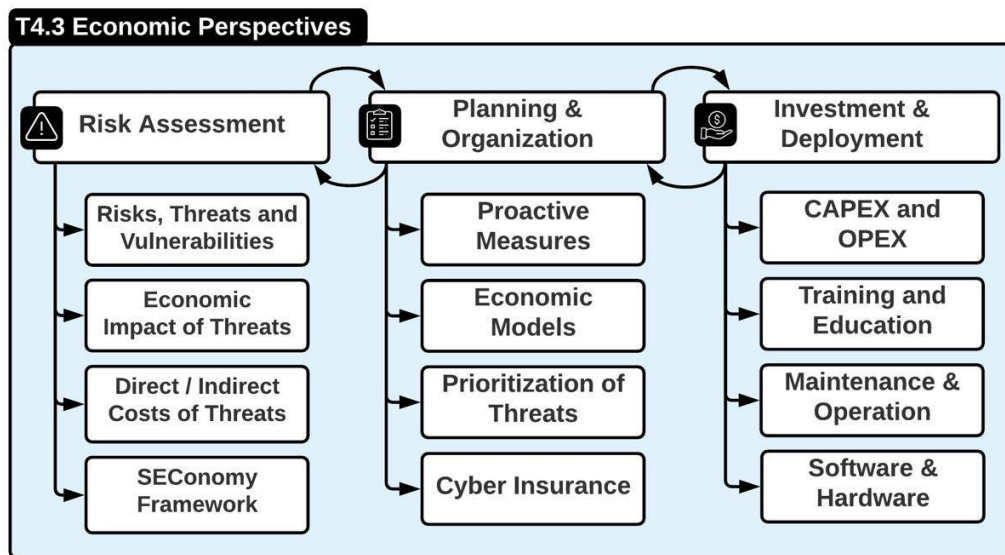 T4.3 Economic Perspectives
Risk Assessment
Risks, Threats and
Vulnerabilities
Economic
Impact of Threats
Direct / Indirect
Costs of Threats
SEConomy
Framework
Planning &
Organization
Proactive
Measures
Economic
Models
Prioritization of
Threats
Cyber Insurance
Investment &
Deployment
CAPEX and
OPEX
Training and
Education
Maintenance &
Operation
Software &
Hardware